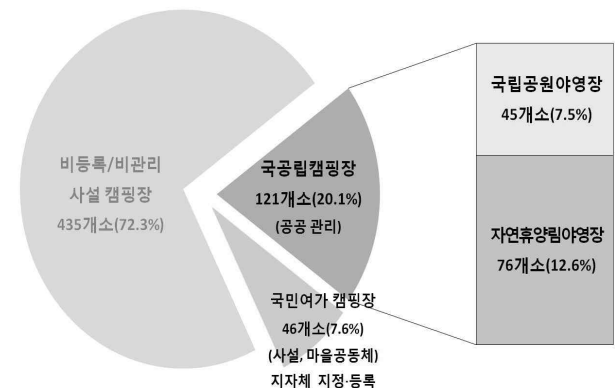 비등록/비관리
사설 캠핑장
435개소(72.3%)
국공립캠핑장
121개소(20.1%)
(공공 관리)
국민여가 캠핑장
46개소(7.6%)
(사설, 마을공동체)
지자체 지정·등록
국립공원야영장
45개소(7.5%)
자연휴양림야영장
76개소(12.6%)